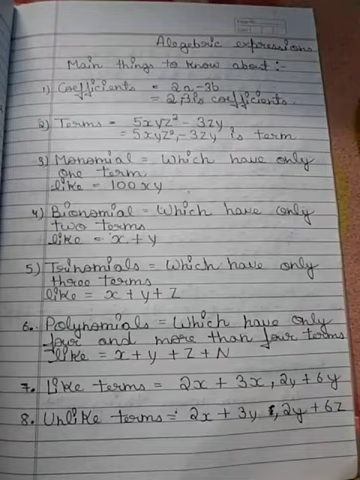 Alegebric expressions
Main things to know about :-
1) Coefficients = 2a, -3b
= 2, -3 is coefficients.
2) Terms = 5xyz² - 3zy
= 5xyz², -3zy is term
3) Monomial = Which have only
one term
like = 100xy
4) Bionomial = Which have only
two terms
like = x + y
5) Trinomials = Which have only
three terms
like = x + y + z
6. Polynomials = Which have only
four and more than four terms
like = x + y + z + N
7. Like terms = 2x + 3x, 2y + 6y
8. Unlike terms = 2x + 3y, 2y + 6z